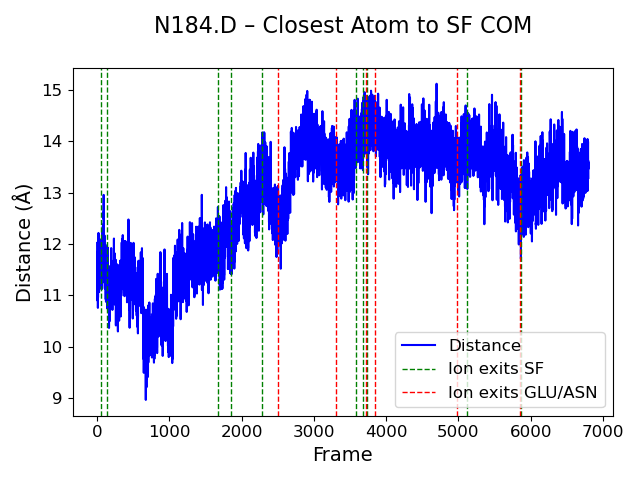 N184.D – Closest Atom to SF COM
15
14
13
12
11
10
9
Distance (Å)
Distance
Ion exits SF
Ion exits GLU/ASN
0 1000 2000 3000 4000 5000 6000 7000
Frame